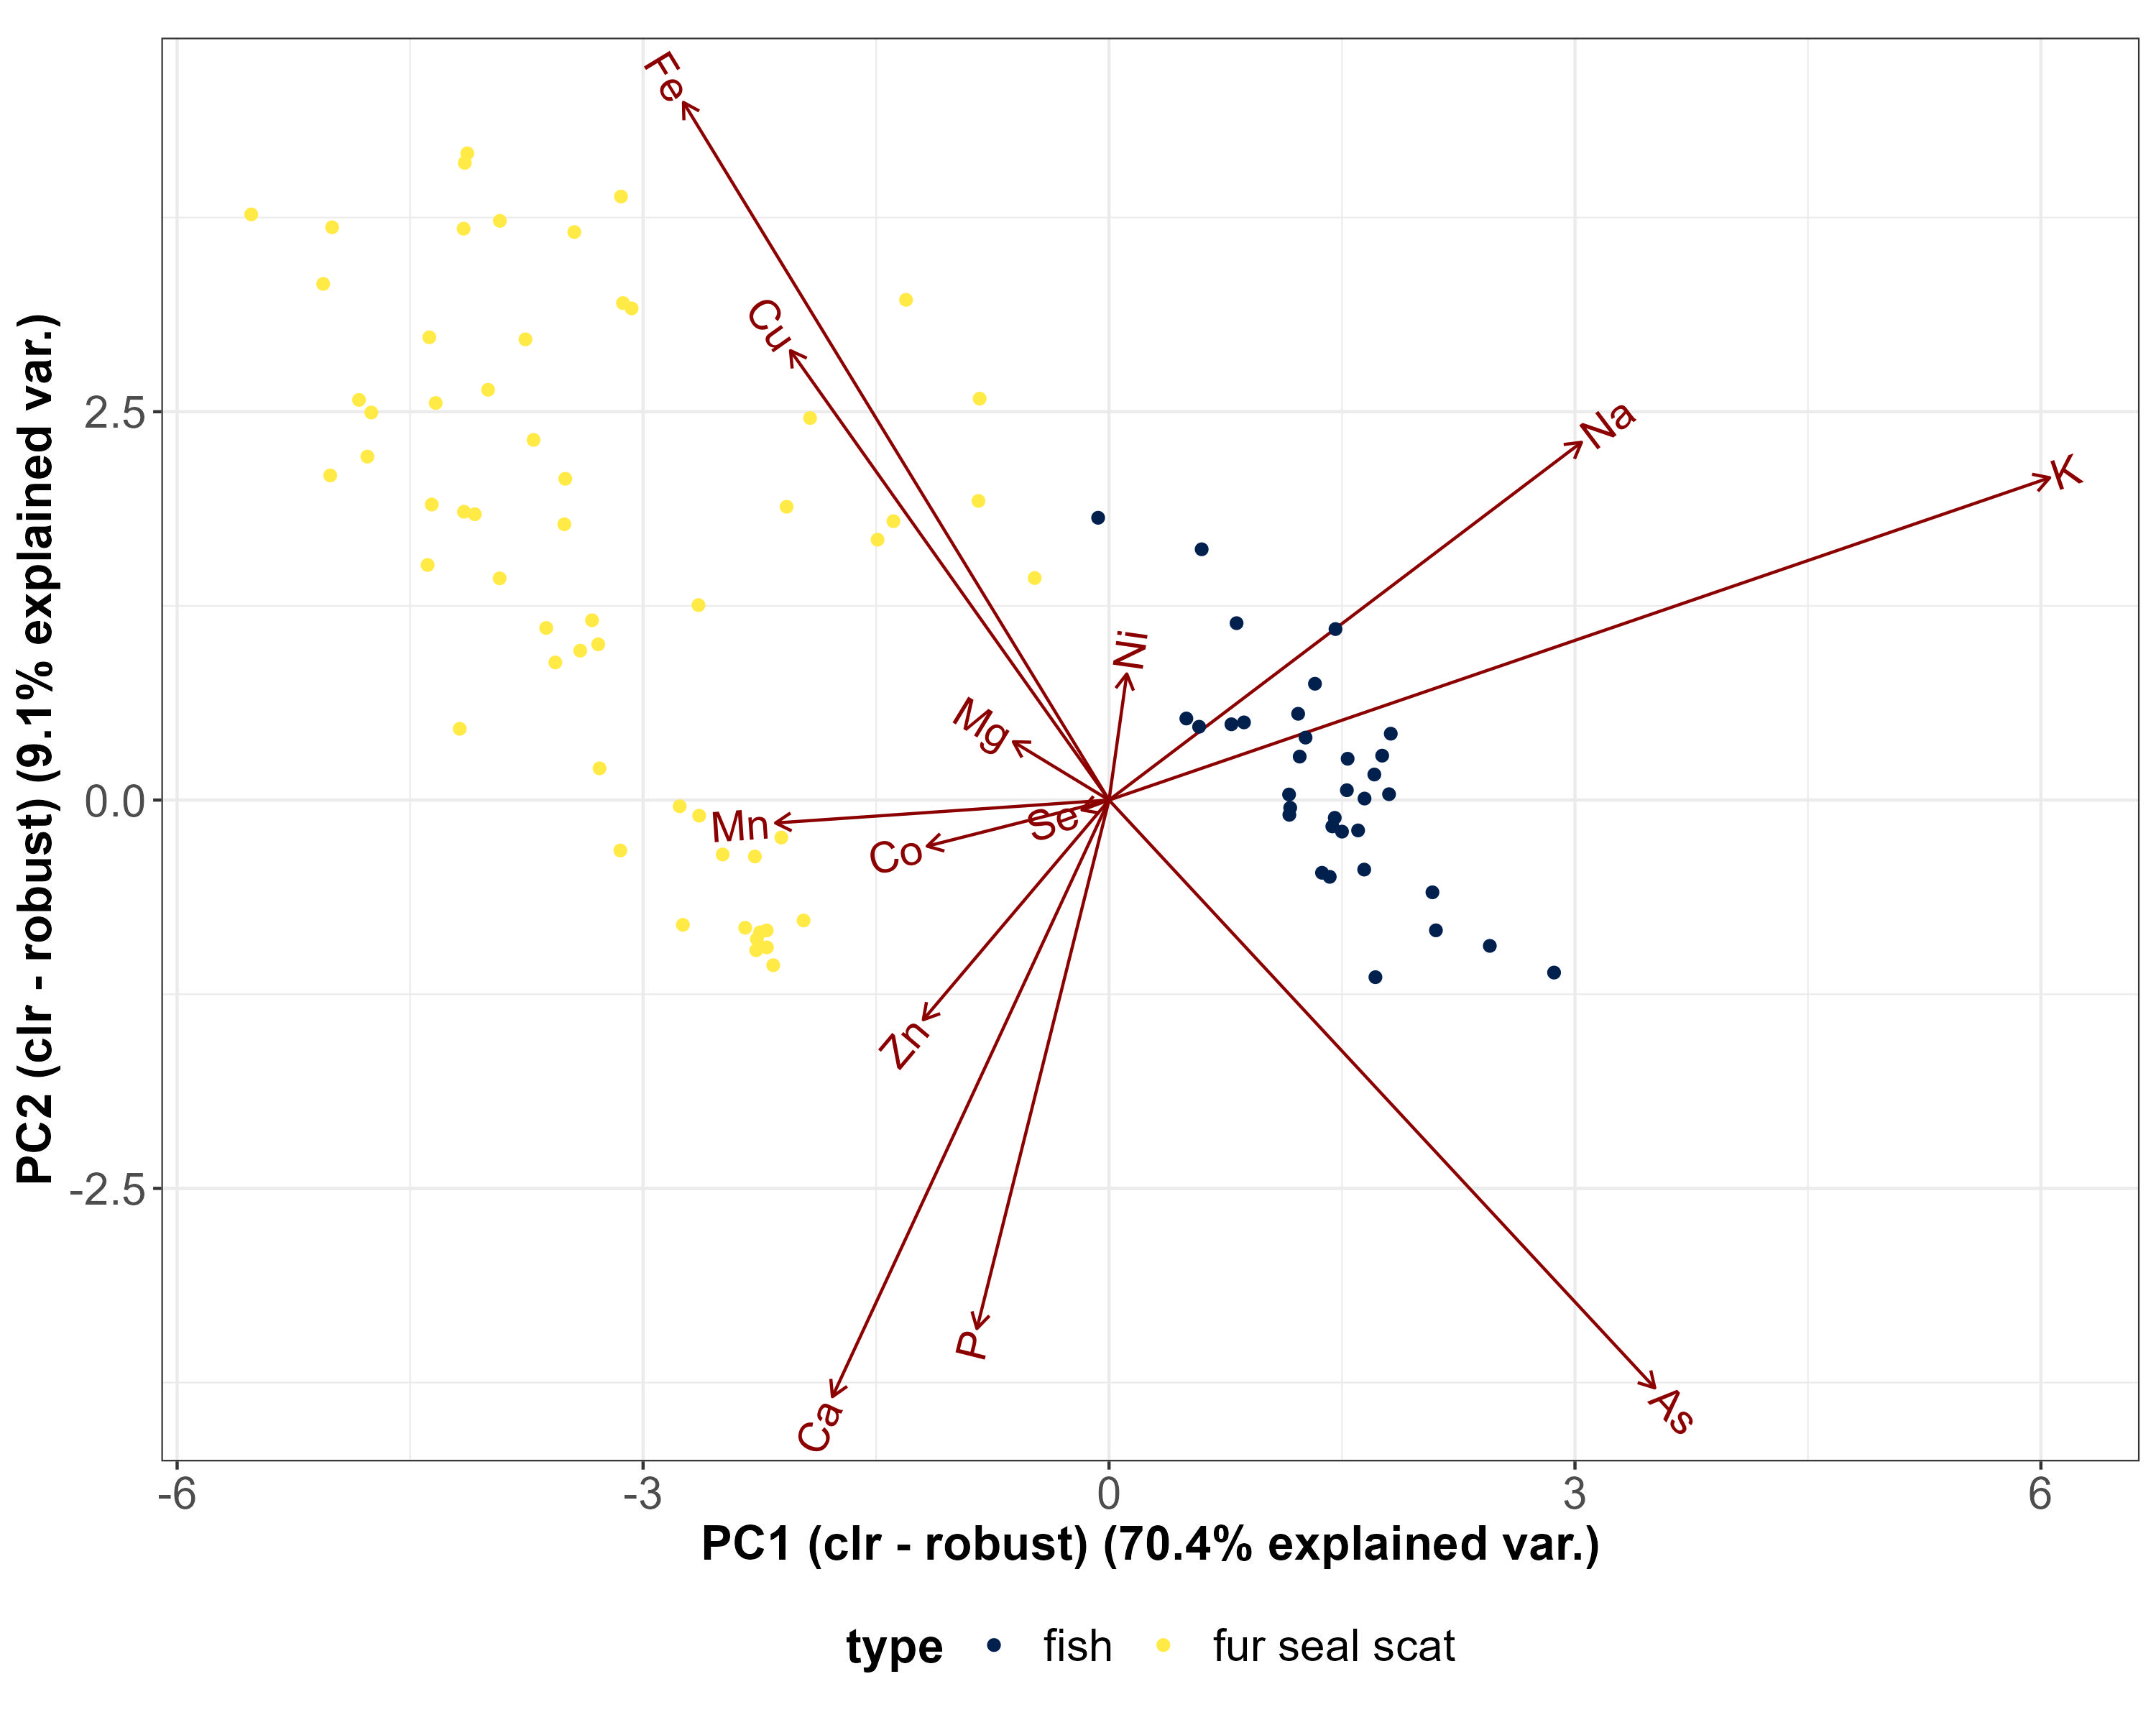 PC2 (clr - robust) (9.1% explained var.)
2.5
0.0
-2.5
Fe
Cu
Na
K
Ni
Mg
Se
Mn
Co
Zn
P
Ca
As
-6
-3
0
3
6
PC1 (clr - robust) (70.4% explained var.)
type fish fur seal scat